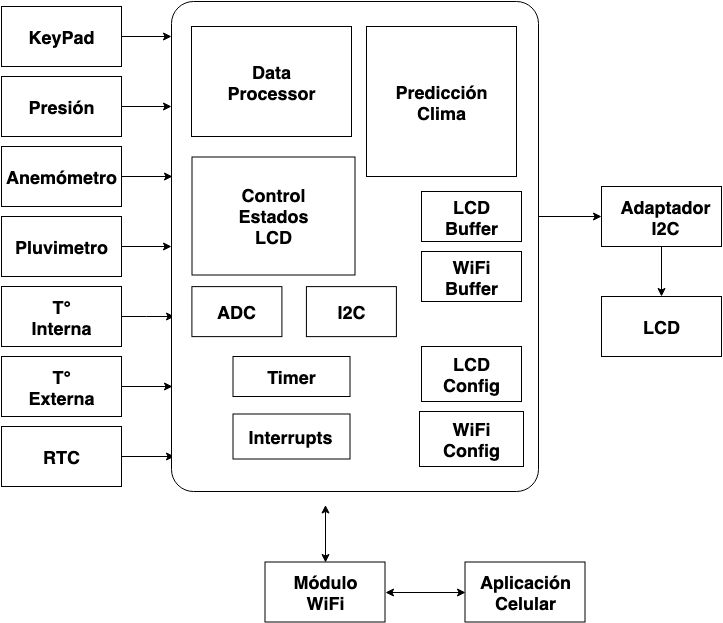 KeyPad
Presión
Anemómetro
Pluvimetro
T°
Interna
T°
Externa
RTC
Data
Processor
Predicción
Clima
Control
Estados
LCD
LCD
Buffer
WiFi
Buffer
ADC
I2C
Timer
LCD
Config
Interrupts
WiFi
Config
Adaptador
I2C
LCD
Módulo
WiFi
Aplicación
Celular